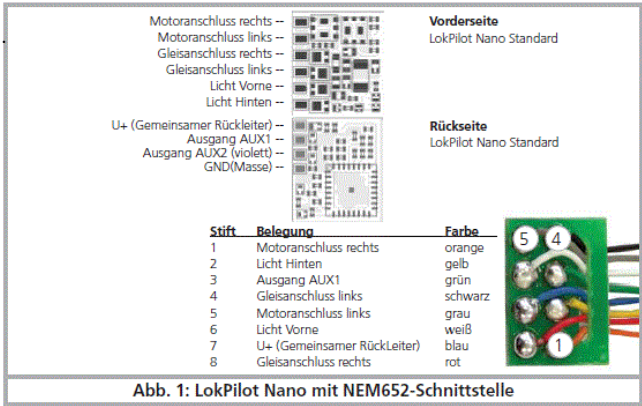 Motoranschluss rechts --
Motoranschluss links --
Gleisanschluss rechts --
Gleisanschluss links --
Licht Vorne --
Licht Hinten --
Vorderseite
LokPilot Nano Standard
U+ (Gemeinsamer Rückleiter) --
Ausgang AUX1 --
Ausgang AUX2 (violett) --
GND(Masse) --
Rückseite
LokPilot Nano Standard
Stift Belegung Farbe
1 Motoranschluss rechts orange
2 Licht Hinten gelb
3 Ausgang AUX1 grün
4 Gleisanschluss links schwarz
5 Motoranschluss links grau
6 Licht Vorne weiß
7 U+ (Gemeinsamer RückLeiter) blau
8 Gleisanschluss rechts rot
5 4
1
Abb. 1: LokPilot Nano mit NEM652-Schnittstelle